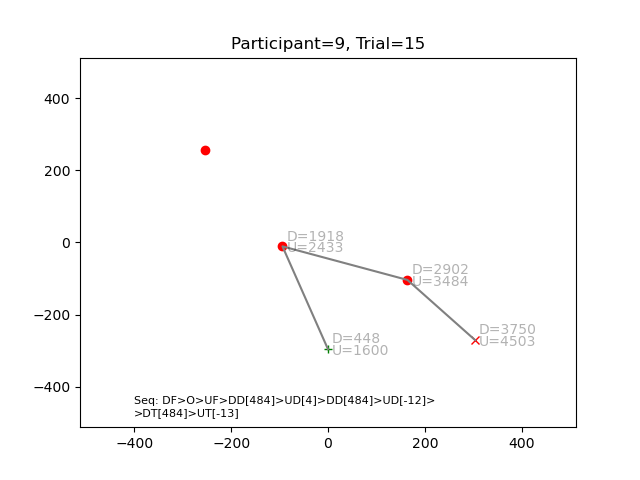 Participant=9, Trial=15
400
200
0
−200
−400
D=1918
U=2433
D=2902
U=3484
D=448
U=1600
D=3750
U=4503
Seq: DF>O>UF>DD[484]>UD[4]>DD[484]>UD[-12]>
>DT[484]>UT[-13]
−400 −200 0 200 400